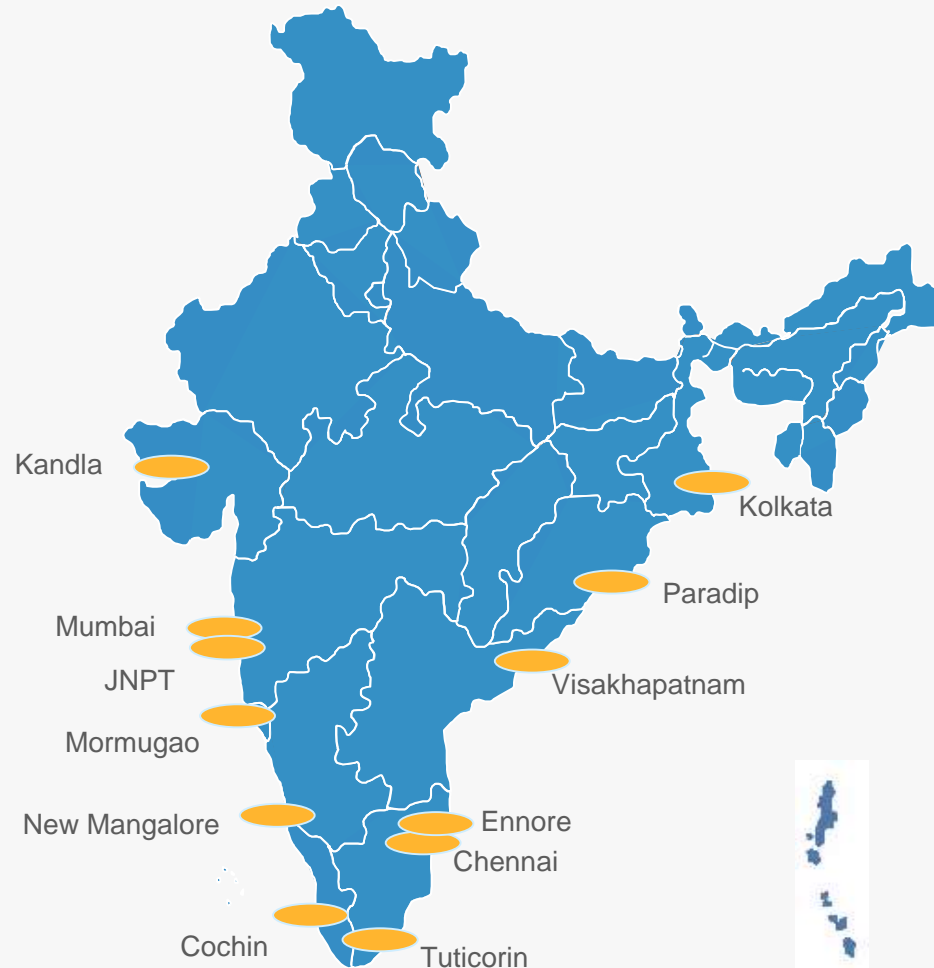 Kandla
Kolkata
Paradip
Mumbai
JNPT
Visakhapatnam
Mormugao
New Mangalore
Ennore
Chennai
Cochin
Tuticorin